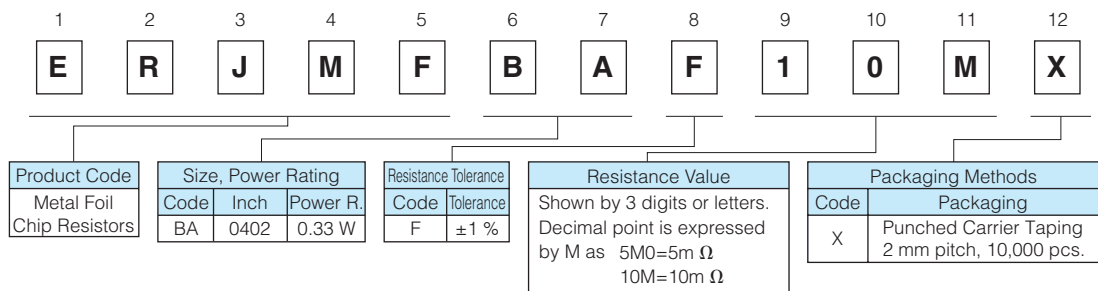 1 2 3 4 5 6 7 8 9 10 11 12
E R J M F B A F 1 0 M X
Product Code
Metal Foil
Chip Resistors
Size, Power Rating
Code Inch Power R.
BA 0402 0.33 W
Resistance Tolerance
Code Tolerance
F ±1 %
Resistance Value
Shown by 3 digits or letters.
Decimal point is expressed
by M as 5M0=5m Ω
10M=10m Ω
Packaging Methods
Code Packaging
X Punched Carrier Taping
2 mm pitch, 10,000 pcs.